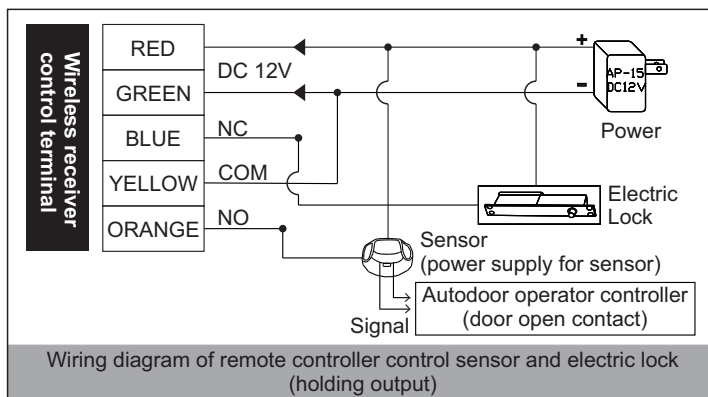 Wireless receiver
control terminal
RED
GREEN
BLUE
YELLOW
ORANGE
DC 12V
NC
COM
NO
+
-
AP-15
DC12V
Power
Electric
Lock
Sensor
(power supply for sensor)
Signal
Autodoor operator controller
(door open contact)
Wiring diagram of remote controller control sensor and electric lock
(holding output)